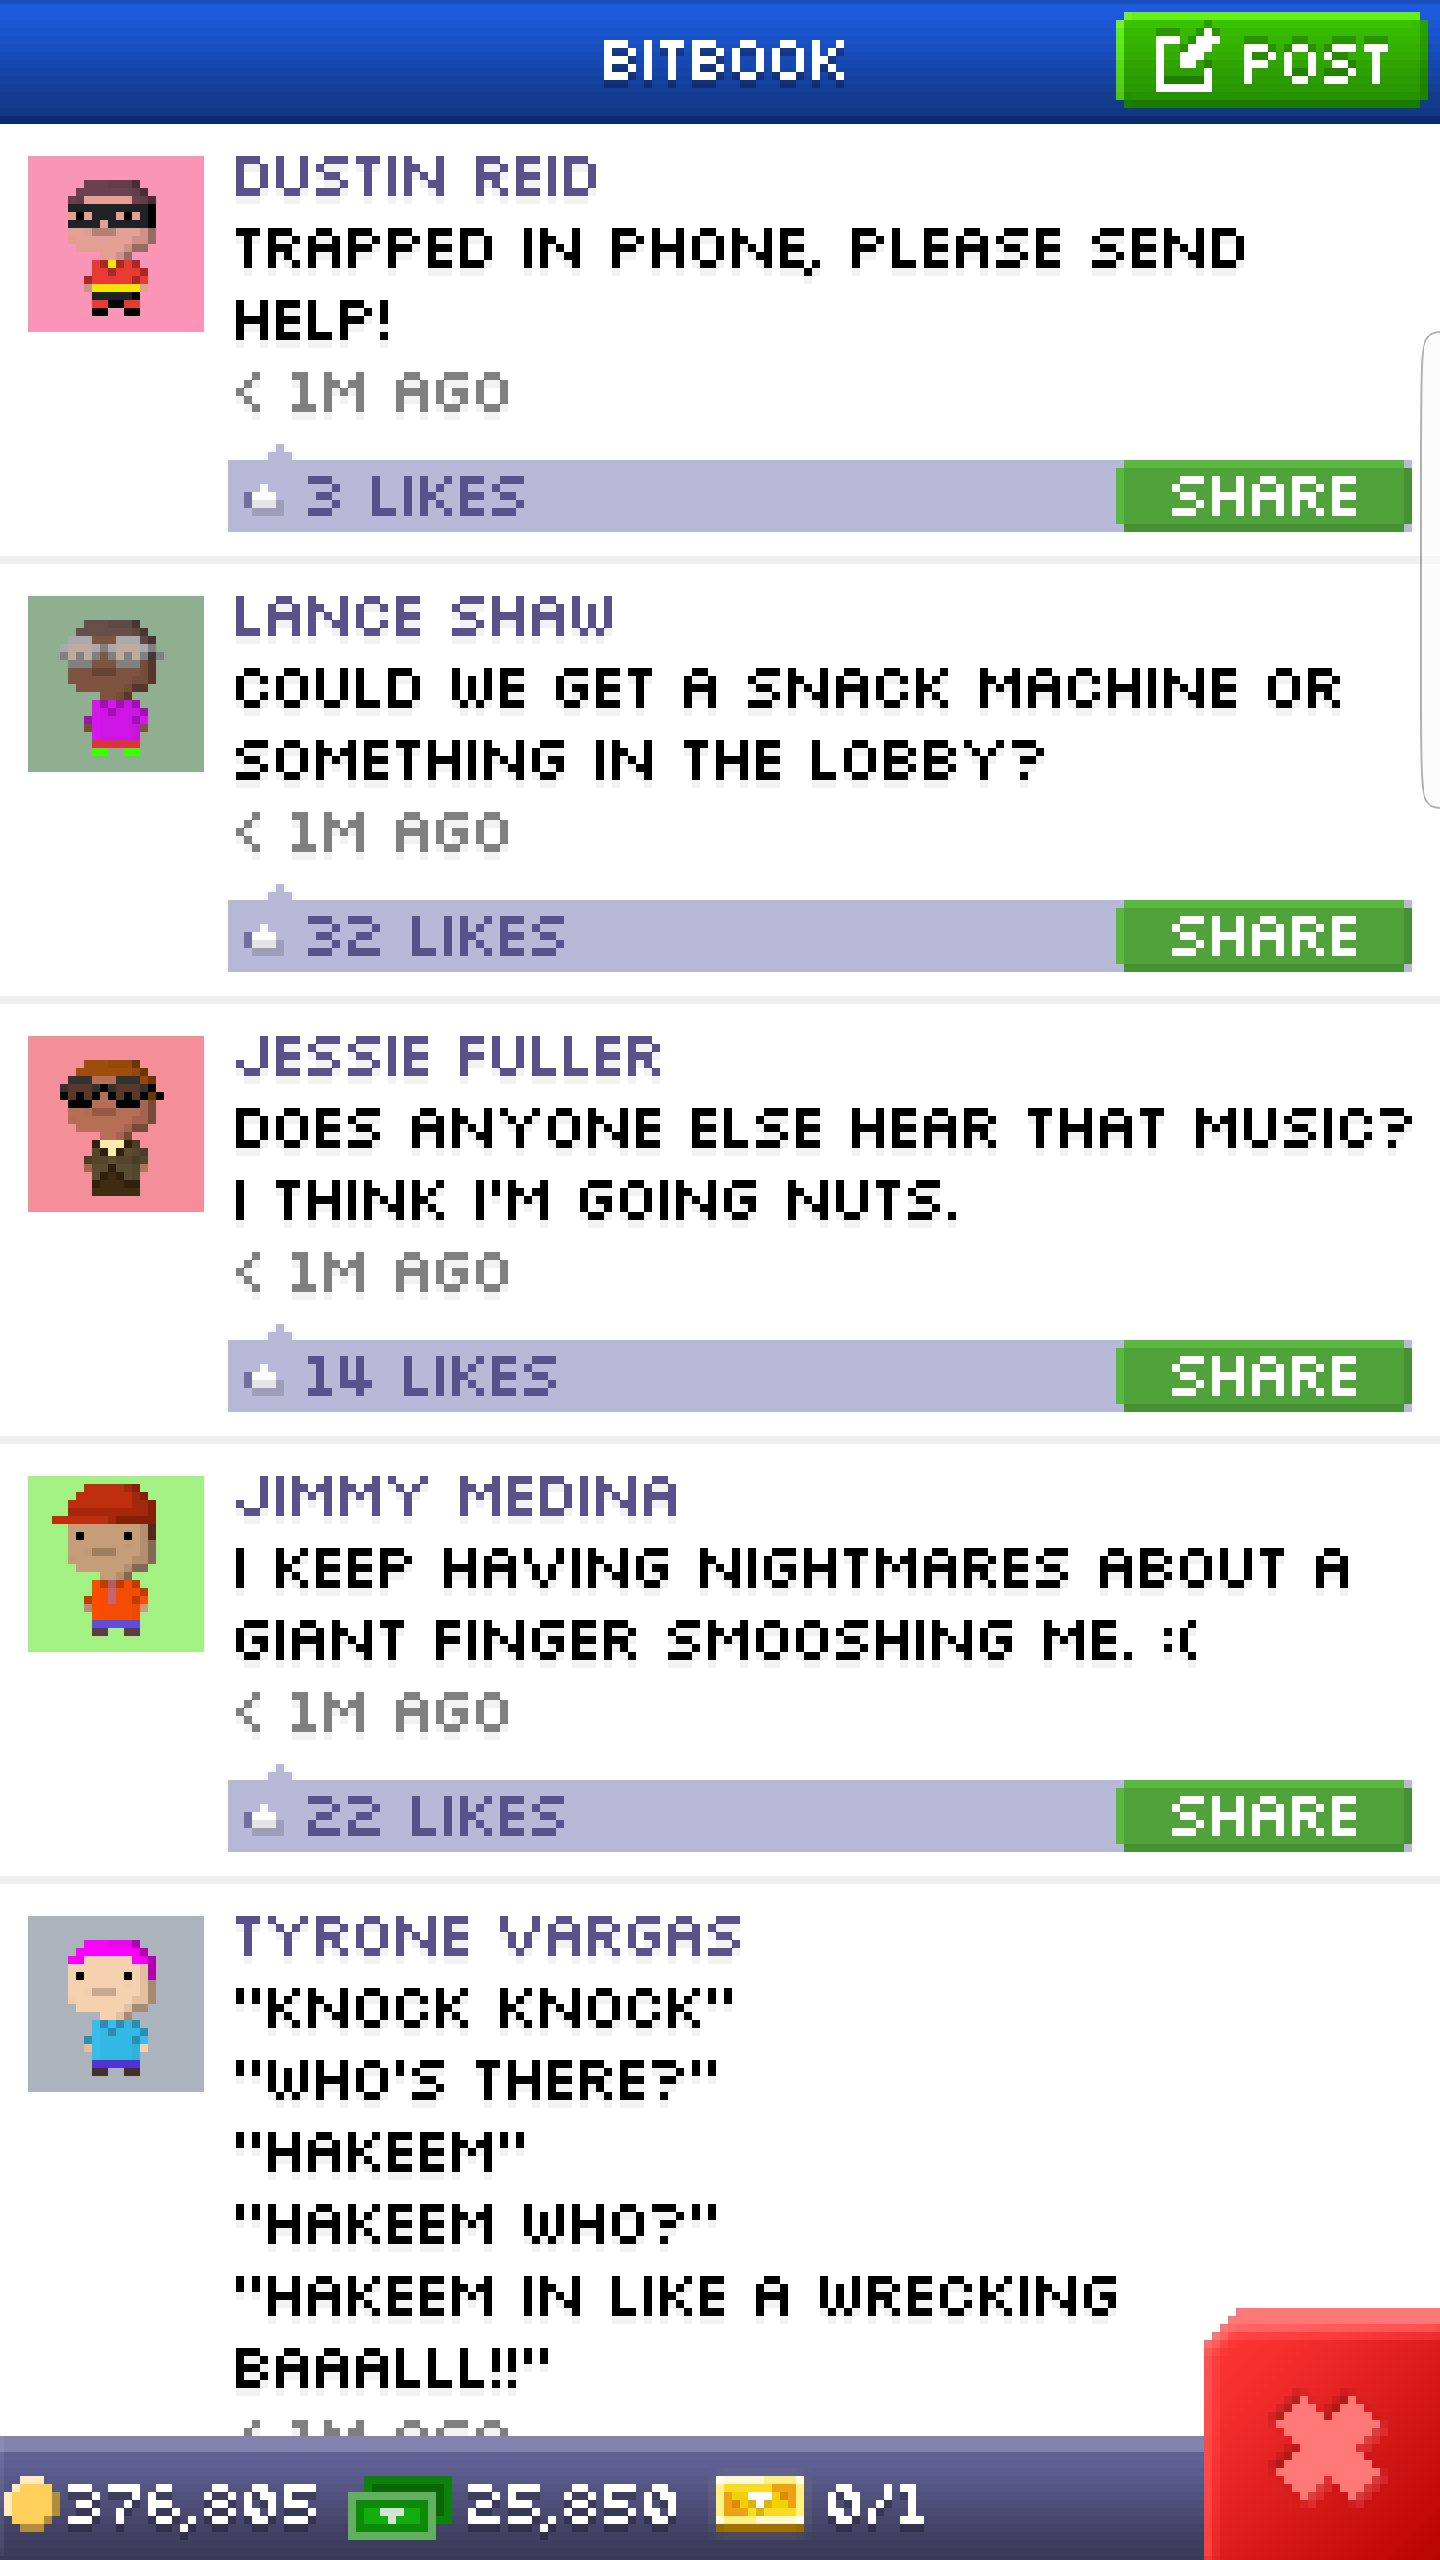 BITBOOK
POST
DUSTIN REID
TRAPPED IN PHONE, PLEASE SEND
HELP!
< 1M AGO
3 LIKES
SHARE
LANCE SHAW
COULD WE GET A SNACK MACHINE OR
SOMETHING IN THE LOBBY?
< 1M AGO
32 LIKES
SHARE
JESSIE FULLER
DOES ANYONE ELSE HEAR THAT MUSIC?
I THINK I'M GOING NUTS.
< 1M AGO
14 LIKES
SHARE
JIMMY MEDINA
I KEEP HAVING NIGHTMARES ABOUT A
GIANT FINGER SMOOSHING ME. :(
< 1M AGO
22 LIKES
SHARE
TYRONE VARGAS
"KNOCK KNOCK"
"WHO'S THERE?"
"HAKEEM"
"HAKEEM WHO?"
"HAKEEM IN LIKE A WRECKING
BAAALLL!!"
< 1M AGO
376,805
25,850
0/1